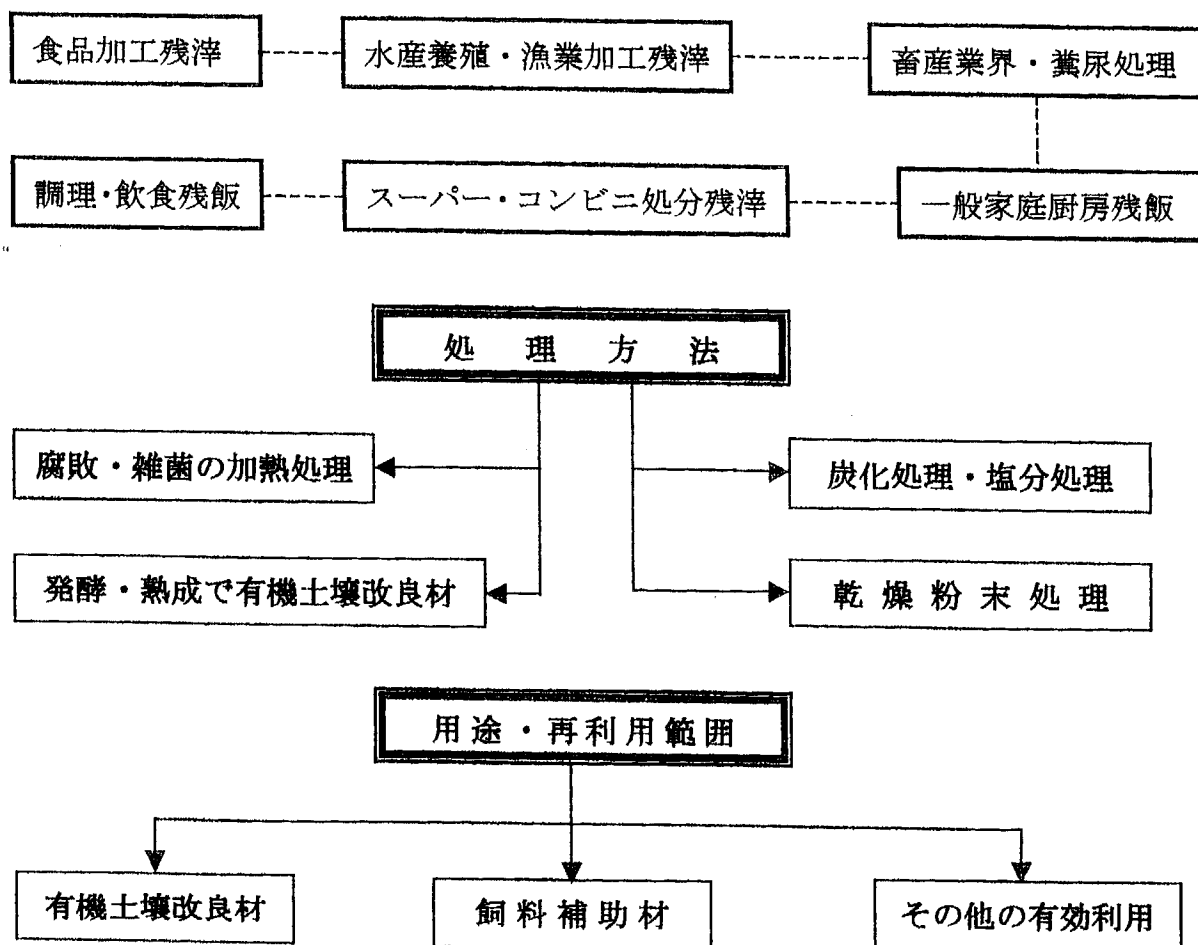 食品加工残滓
水産養殖・漁業加工残滓
畜産業界・糞尿処理
調理・飲食残飯
スーパー・コンビニ処分残滓
一般家庭厨房残飯
処理方法
腐敗・雑菌の加熱処理
炭化処理・塩分処理
発酵・熟成で有機土壌改良材
乾燥粉末処理
用途・再利用範囲
有機土壌改良材
飼料補助材
その他の有効利用